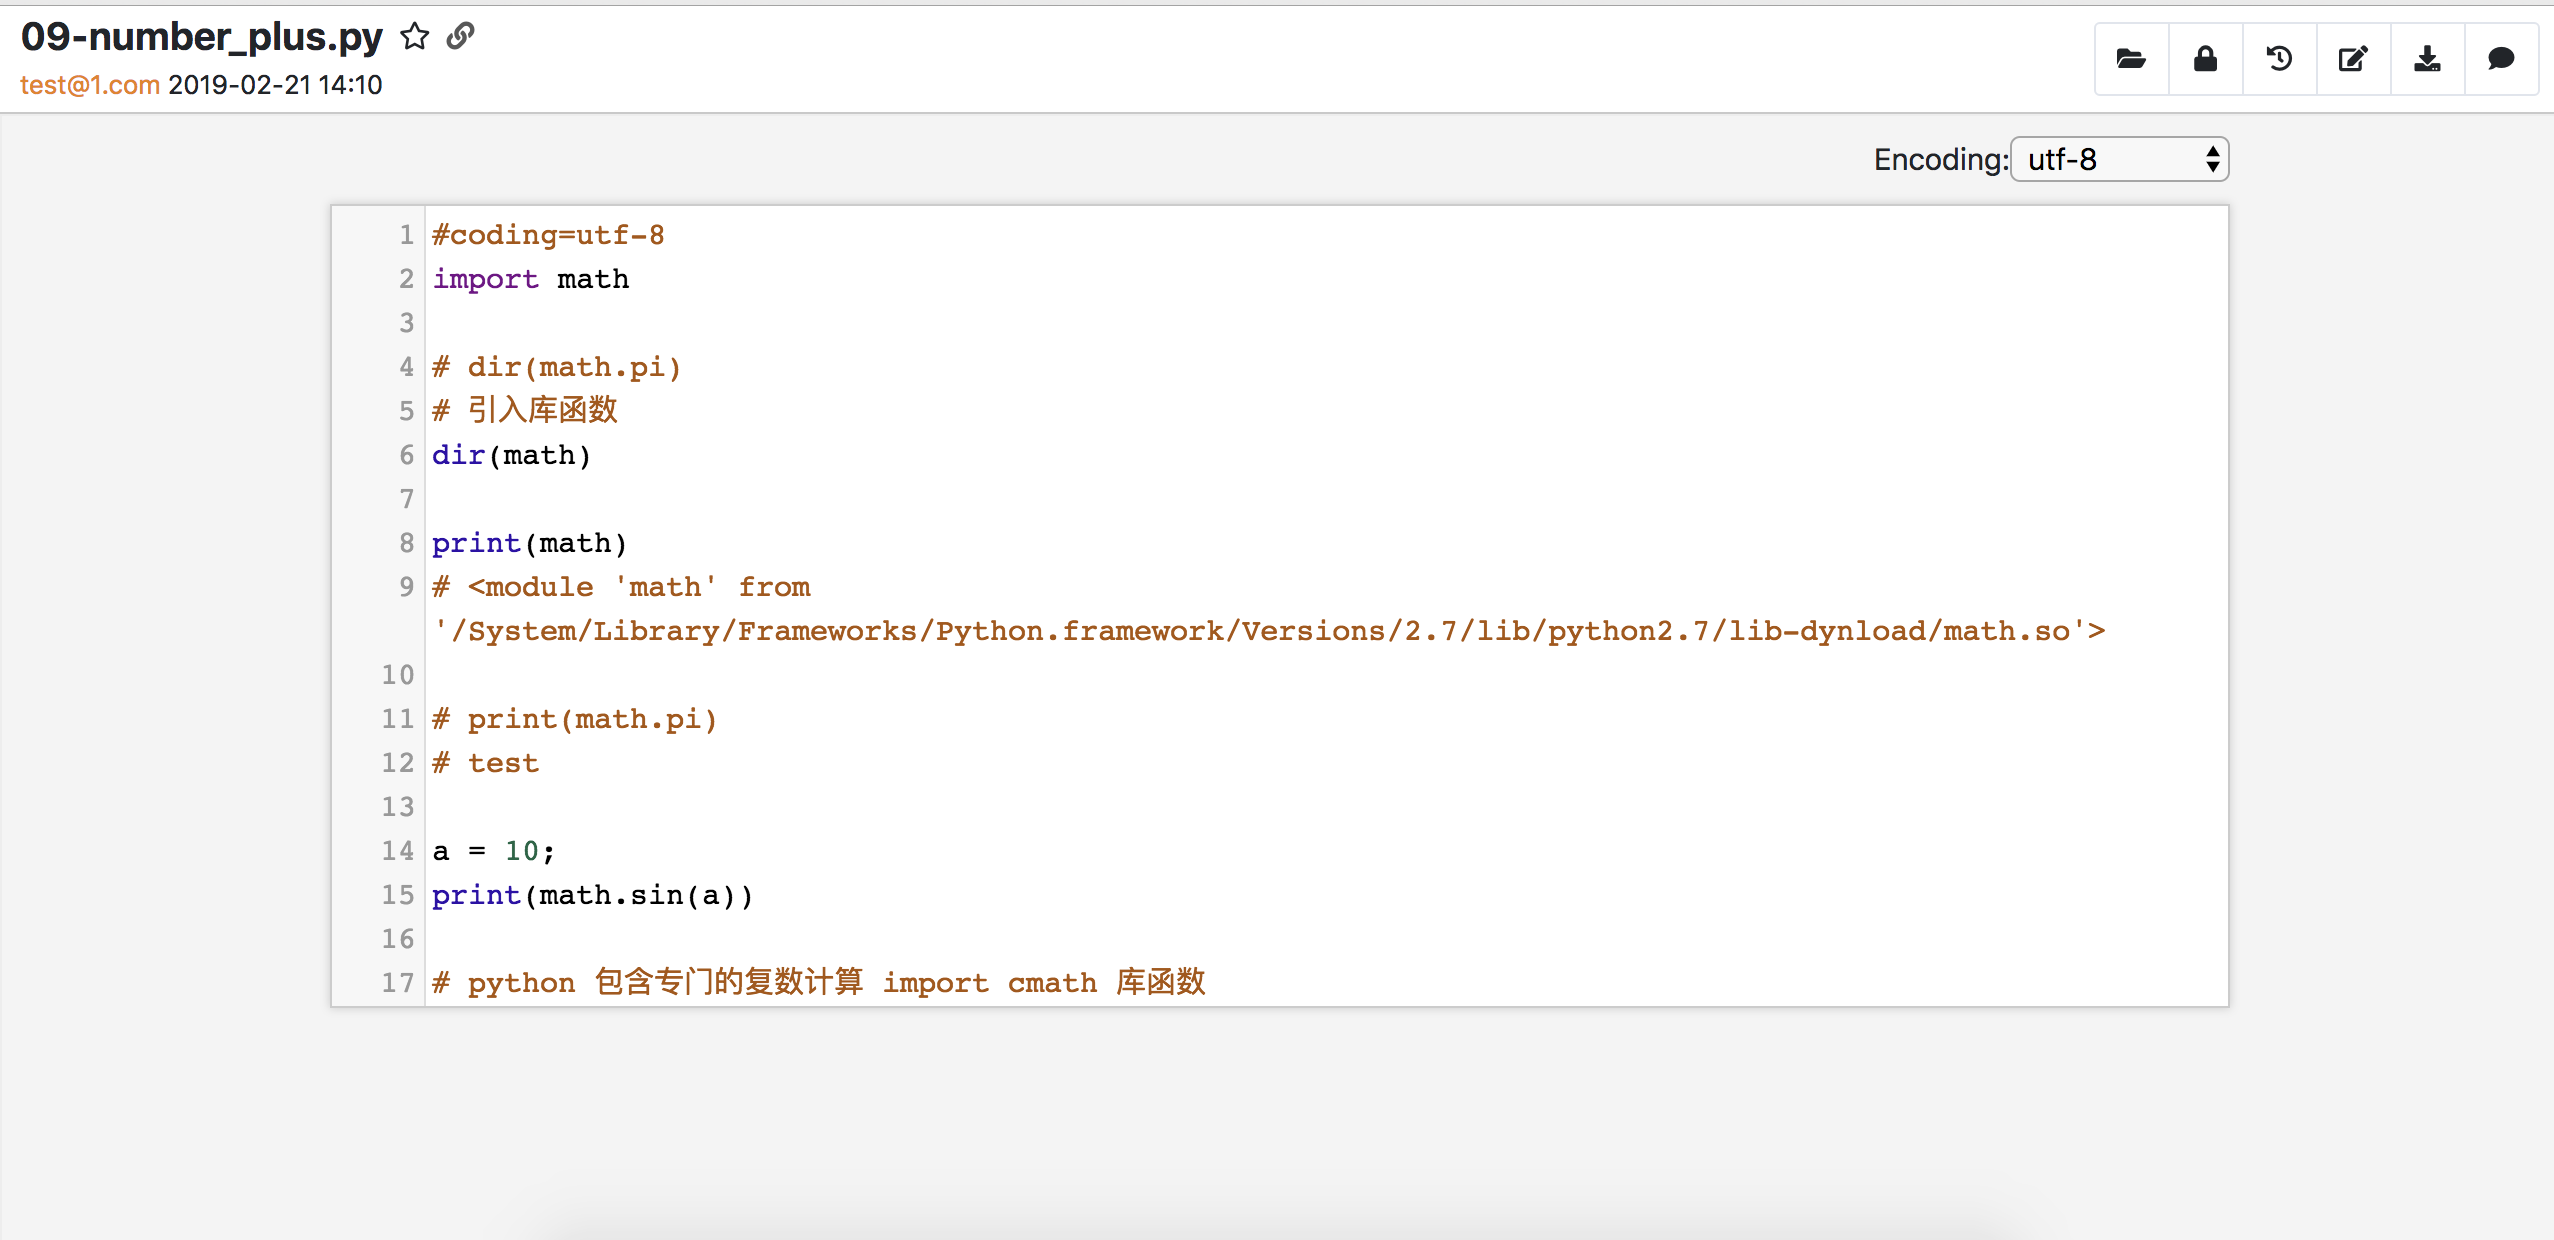 09-number_plus.py
test@1.com 2019-02-21 14:10
Encoding: utf-8
1 #coding=utf-8
2 import math
3
4 # dir(math.pi)
5 # 引入库函数
6 dir(math)
7
8 print(math)
9 # <module 'math' from
'/System/Library/Frameworks/Python.framework/Versions/2.7/lib/python2.7/lib-dynload/math.so'>
10
11 # print(math.pi)
12 # test
13
14 a = 10;
15 print(math.sin(a))
16
17 # python 包含专门的复数计算 import cmath 库函数